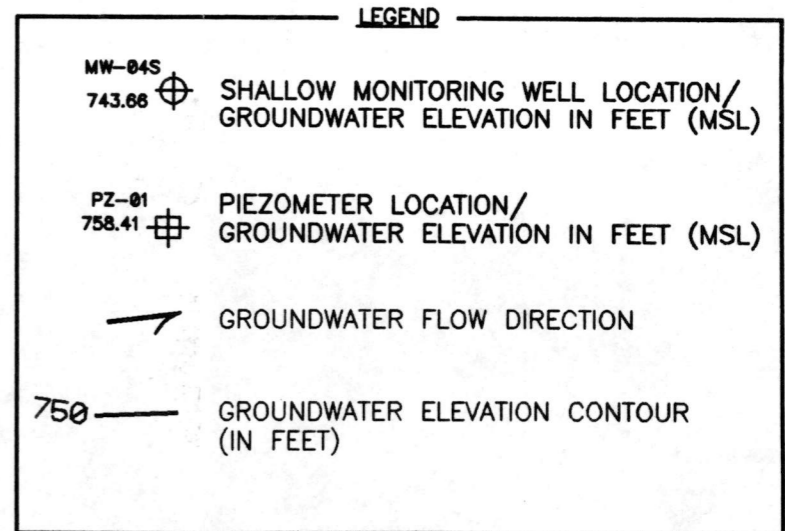 LEGEND
MW-04S
743.66
SHALLOW MONITORING WELL LOCATION/
GROUNDWATER ELEVATION IN FEET (MSL)
PZ-01
758.41
PIEZOMETER LOCATION/
GROUNDWATER ELEVATION IN FEET (MSL)
GROUNDWATER FLOW DIRECTION
750
GROUNDWATER ELEVATION CONTOUR
(IN FEET)